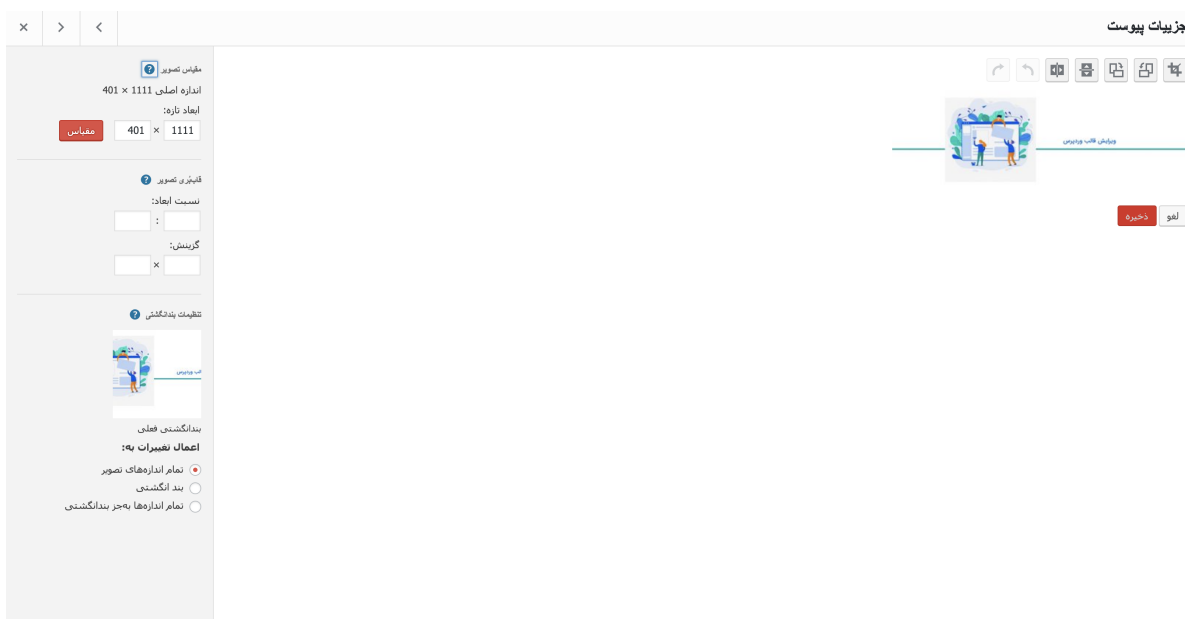 جزییات پیوست
ویرایش قالب وردپرس
لغو
ذخیره
مقیاس تصویر
اندازه اصلی 1111 × 401
ابعاد تازه:
1111 × 401 مقیاس
قاب‌بری تصویر
نسبت ابعاد:
:
گزینش:
×
تنظیمات بندانگشتی
لب وردپرس
بندانگشتی فعلی
اعمال تغییرات به:
تمام اندازه‌های تصویر
بند انگشتی
تمام اندازه‌ها به‌جز بندانگشتی